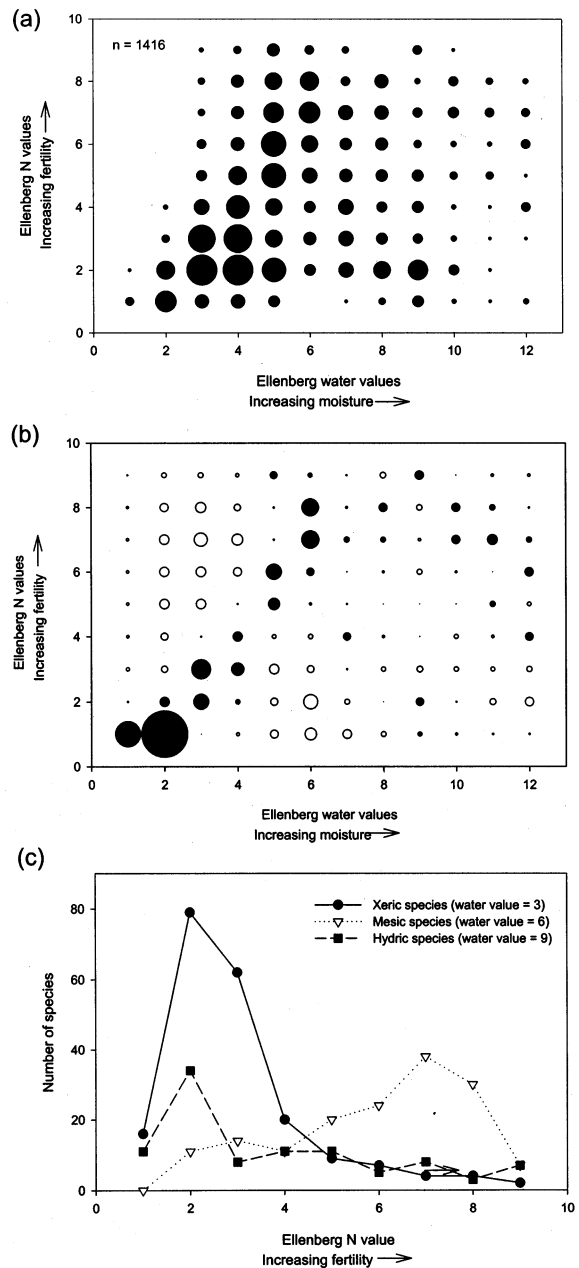 (a)
n = 1416
10
8
6
4
2
0
Ellenberg N values
Increasing fertility
0 2 4 6 8 10 12
Ellenberg water values
Increasing moisture
(b)
10
8
6
4
2
0
Ellenberg N values
Increasing fertility
0 2 4 6 8 10 12
Ellenberg water values
Increasing moisture
(c)
Xeric species (water value = 3)
Mesic species (water value = 6)
Hydric species (water value = 9)
80
60
40
20
0
Number of species
0 2 4 6 8 10
Ellenberg N value
Increasing fertility